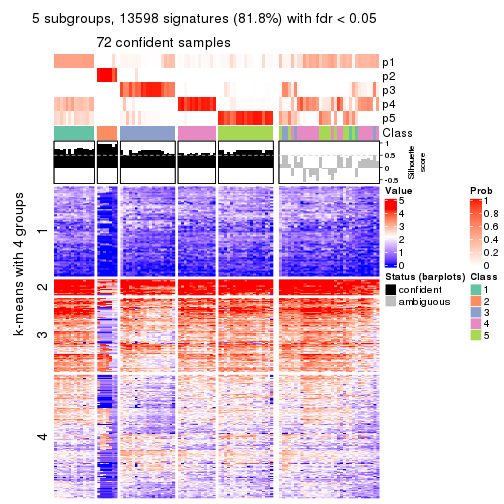 5 subgroups, 13598 signatures (81.8%) with fdr < 0.05
72 confident samples
p1
p2
p3
p4
p5
Class
1
0.5
0
-0.5
Silhouette
score
k-means with 4 groups
1
2
3
4
Value
5
4
3
2
1
0
Prob
1
0.8
0.6
0.4
0.2
0
Status (barplots)
confident
ambiguous
Class
1
2
3
4
5